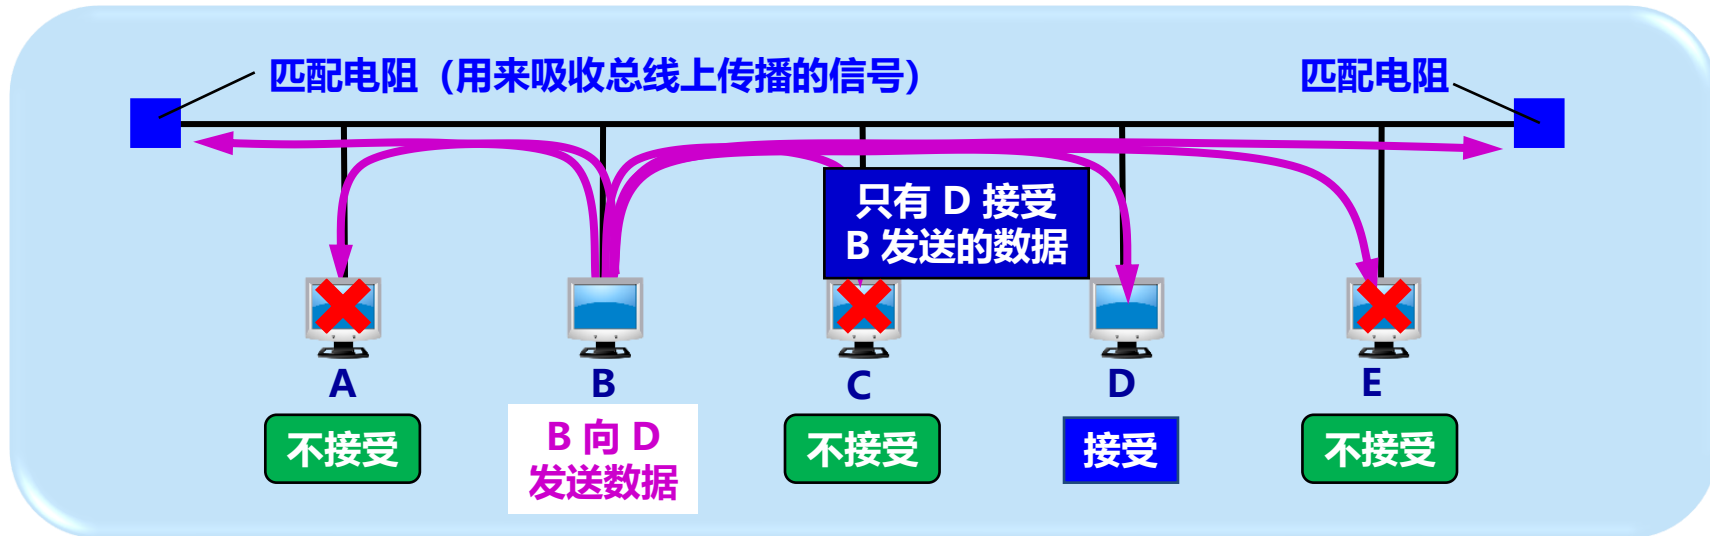 匹配电阻（用来吸收总线上传播的信号）
匹配电阻
只有 D 接受
B 发送的数据
A
B
C
D
E
不接受
B 向 D
发送数据
不接受
接受
不接受